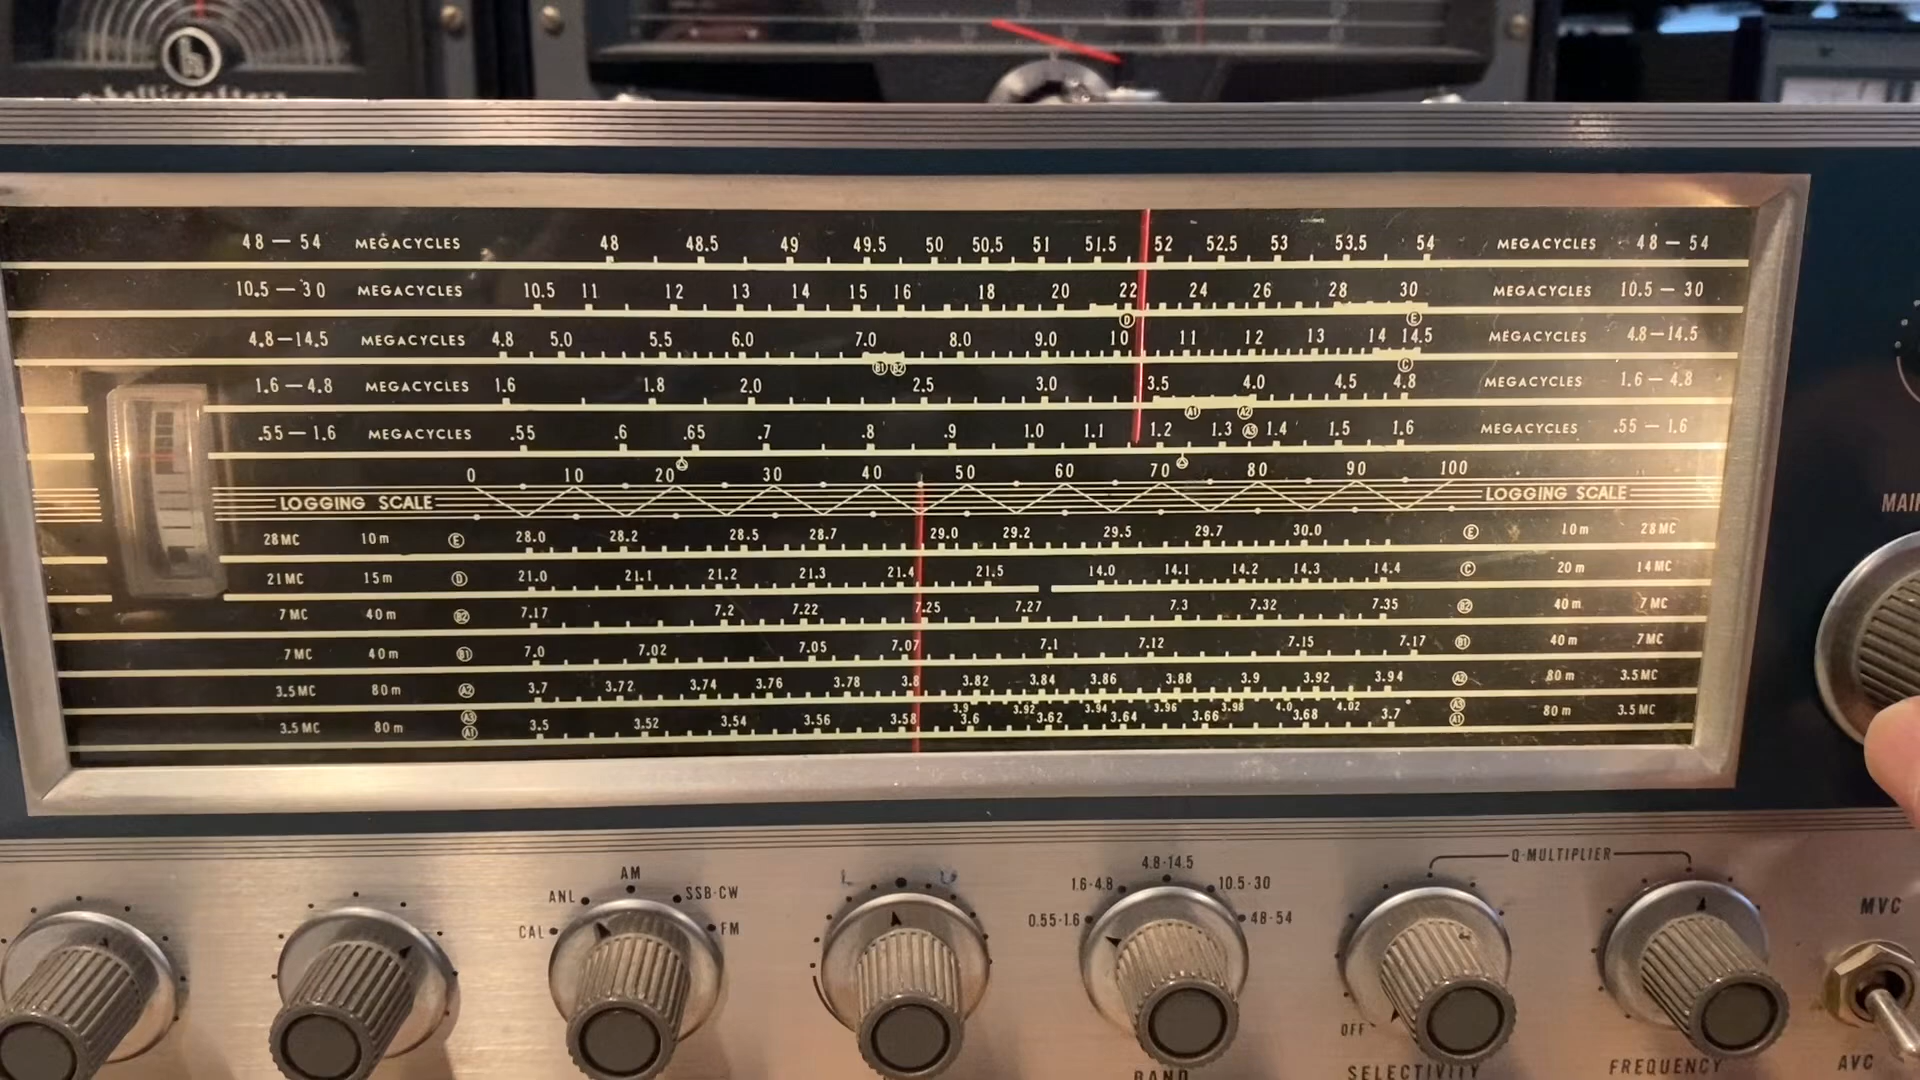 hallicrafters
48 — 54 MEGACYCLES 48 48.5 49 49.5 50 50.5 51 51.5 52 52.5 53 53.5 54 MEGACYCLES 48 — 54
10.5 — 30 MEGACYCLES 10.5 11 12 13 14 15 16 18 20 22 24 26 28 30 MEGACYCLES 10.5 — 30
D E
4.8 — 14.5 MEGACYCLES 4.8 5.0 5.5 6.0 7.0 8.0 9.0 10 11 12 13 14 14.5 MEGACYCLES 4.8 — 14.5
B1 B2 C
1.6 — 4.8 MEGACYCLES 1.6 1.8 2.0 2.5 3.0 3.5 4.0 4.5 4.8 MEGACYCLES 1.6 — 4.8
A1 A2
.55 — 1.6 MEGACYCLES .55 .6 .65 .7 .8 .9 1.0 1.1 1.2 1.3 A3 1.4 1.5 1.6 MEGACYCLES .55 — 1.6
0 10 20 30 40 50 60 70 80 90 100
LOGGING SCALE LOGGING SCALE
28 MC 10 m E 28.0 28.2 28.5 28.7 29.0 29.2 29.5 29.7 30.0 E 10 m 28 MC
21 MC 15 m D 21.0 21.1 21.2 21.3 21.4 21.5 14.0 14.1 14.2 14.3 14.4 C 20 m 14 MC
7 MC 40 m B2 7.17 7.2 7.22 7.25 7.27 7.3 7.32 7.35 B2 40 m 7 MC
7 MC 40 m B1 7.0 7.02 7.05 7.07 7.1 7.12 7.15 7.17 B1 40 m 7 MC
3.5 MC 80 m A2 3.7 3.72 3.74 3.76 3.78 3.8 3.82 3.84 3.86 3.88 3.9 3.92 3.94 A2 80 m 3.5 MC
A3 3.9 3.92 3.94 3.96 3.98 4.0 4.02 A3
3.5 MC 80 m A1 3.5 3.52 3.54 3.56 3.58 3.6 3.62 3.64 3.66 3.68 3.7 A1 80 m 3.5 MC
MAIN
CAL ANL AM SSB·CW FM
L U
0.55-1.6 1.6-4.8 4.8-14.5 10.5-30 48-54
BAND
Q-MULTIPLIER
OFF
SELECTIVITY
FREQUENCY
MVC
AVC